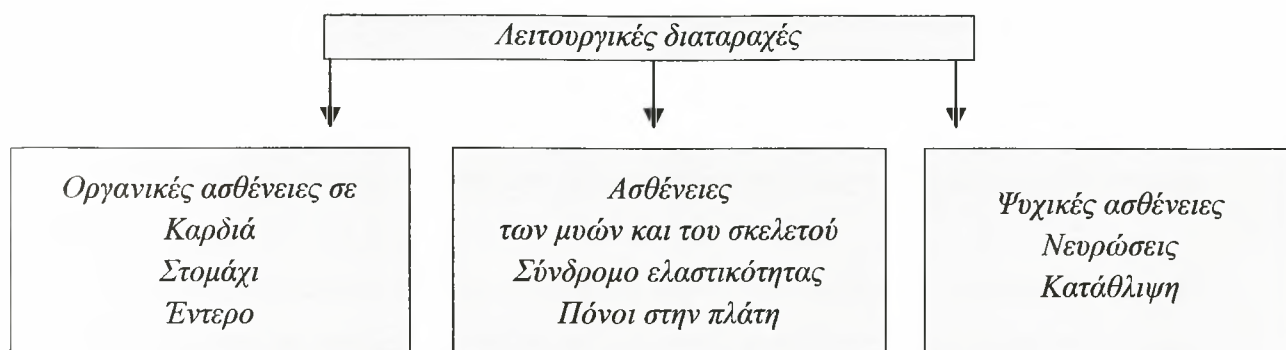 Λειτουργικές διαταραχές
Οργανικές ασθένειες σε
Καρδιά
Στομάχι
Έντερο
Ασθένειες
των μυών και του σκελετού
Σύνδρομο ελαστικότητας
Πόνοι στην πλάτη
Ψυχικές ασθένειες
Νευρώσεις
Κατάθλιψη